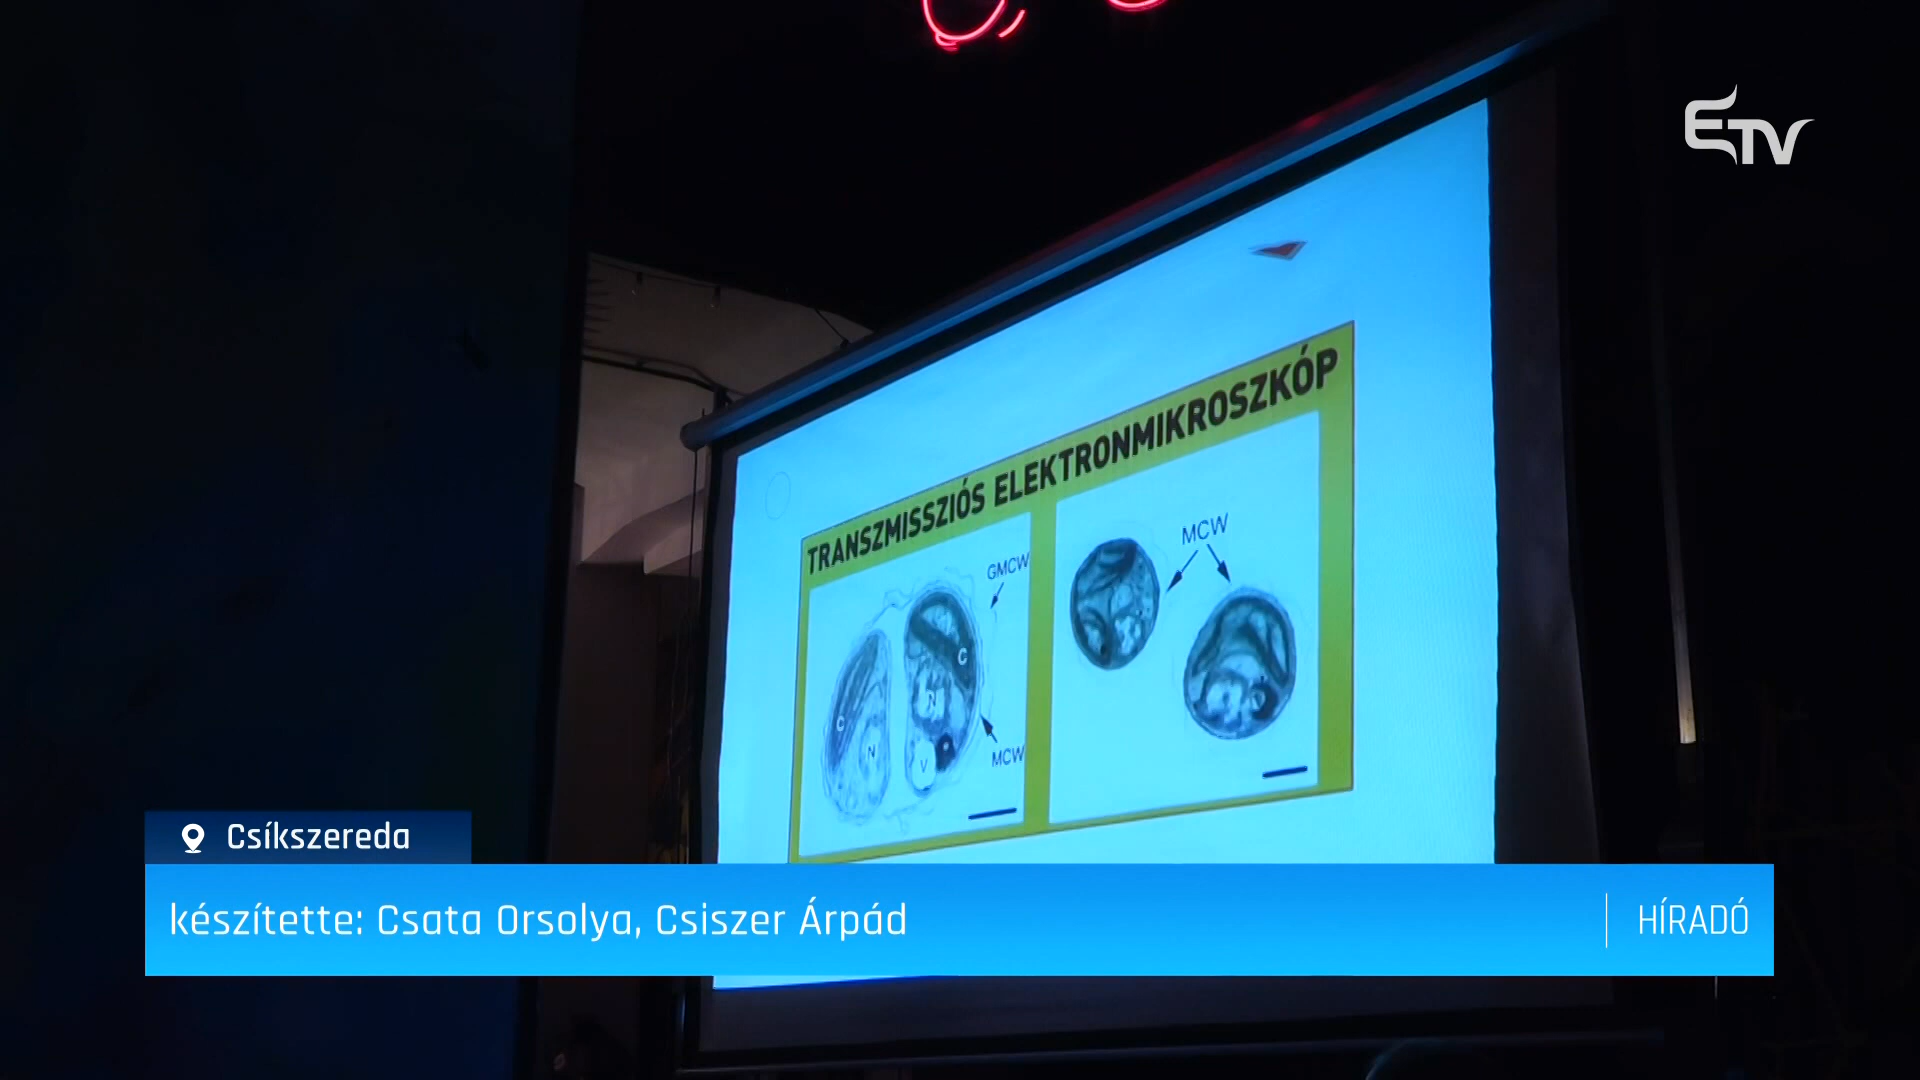 ETV
TRANSZMISSZIÓS ELEKTRONMIKROSZKÓP
GMCW
C
C
N
N
V
MCW
MCW
Csíkszereda
készítette: Csata Orsolya, Csiszer Árpád
HÍRADÓ